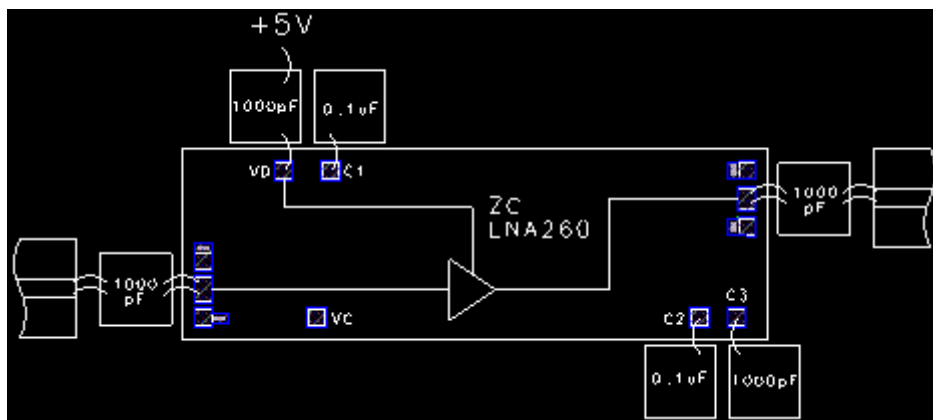 +5V
1000pF
0.1uF
VD
C1
ZC
LNA260
1000
pF
1000
pF
VC
C2
C3
0.1uF
1000pF